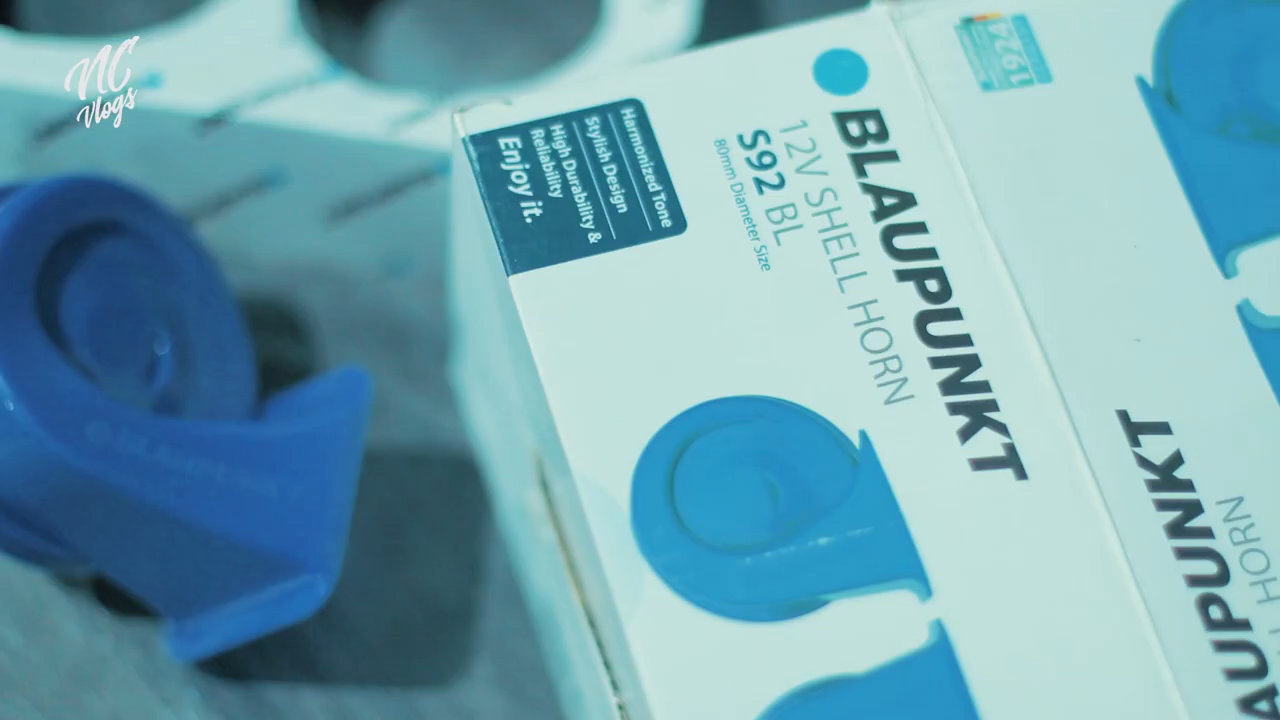 NC
Vlogs
BLAUPUNKT
12V SHELL HORN
S92 BL
80mm Diameter Size
Harmonized Tone
Stylish Design
High Durability &
Reliability
Enjoy it.
1924
AUPUNKT
HORN